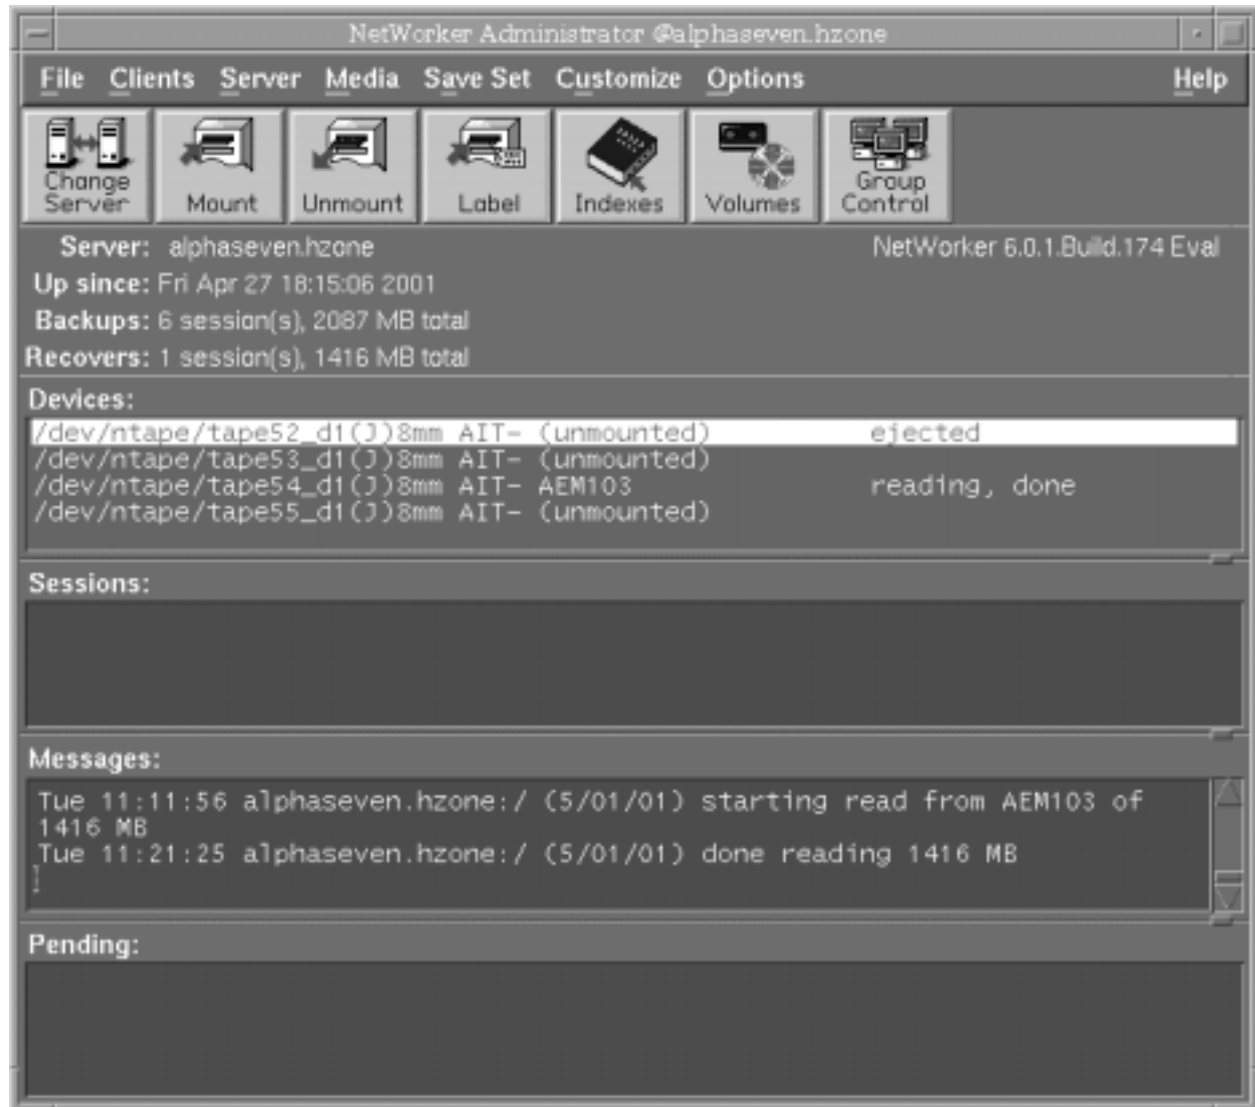 NetWorker Administrator @alphaseven.hzone
File Clients Server Media Save Set Customize Options Help
Change Server
Mount
Unmount
Label
Indexes
Volumes
Group Control
Server: alphaseven.hzone NetWorker 6.0.1.Build.174 Eval
Up since: Fri Apr 27 18:15:06 2001
Backups: 6 session(s), 2087 MB total
Recovers: 1 session(s), 1416 MB total
Devices:
/dev/ntape/tape52_d1(J)8mm AIT- (unmounted) ejected
/dev/ntape/tape53_d1(J)8mm AIT- (unmounted)
/dev/ntape/tape54_d1(J)8mm AIT- AEM103 reading, done
/dev/ntape/tape55_d1(J)8mm AIT- (unmounted)
Sessions:
Messages:
Tue 11:11:56 alphaseven.hzone:/ (5/01/01) starting read from AEM103 of
1416 MB
Tue 11:21:25 alphaseven.hzone:/ (5/01/01) done reading 1416 MB
Pending: